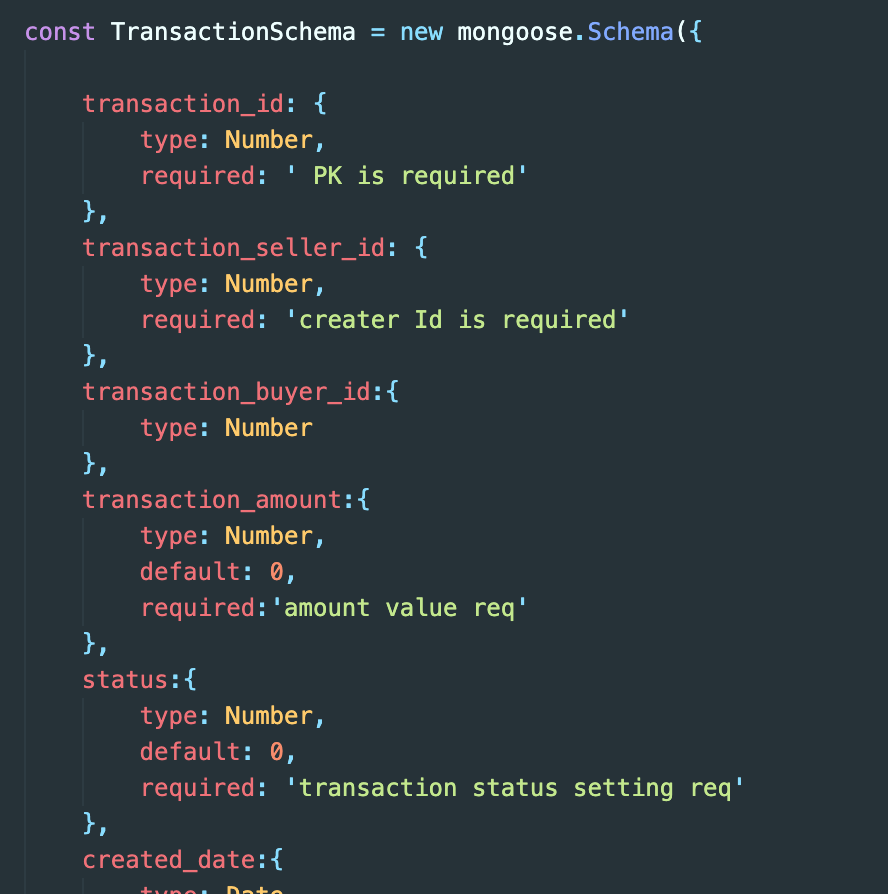 const TransactionSchema = new mongoose.Schema({
transaction_id: {
type: Number,
required: ' PK is required'
},
transaction_seller_id: {
type: Number,
required: 'creater Id is required'
},
transaction_buyer_id:{
type: Number
},
transaction_amount:{
type: Number,
default: 0,
required:'amount value req'
},
status:{
type: Number,
default: 0,
required: 'transaction status setting req'
},
created_date:{
type: Date